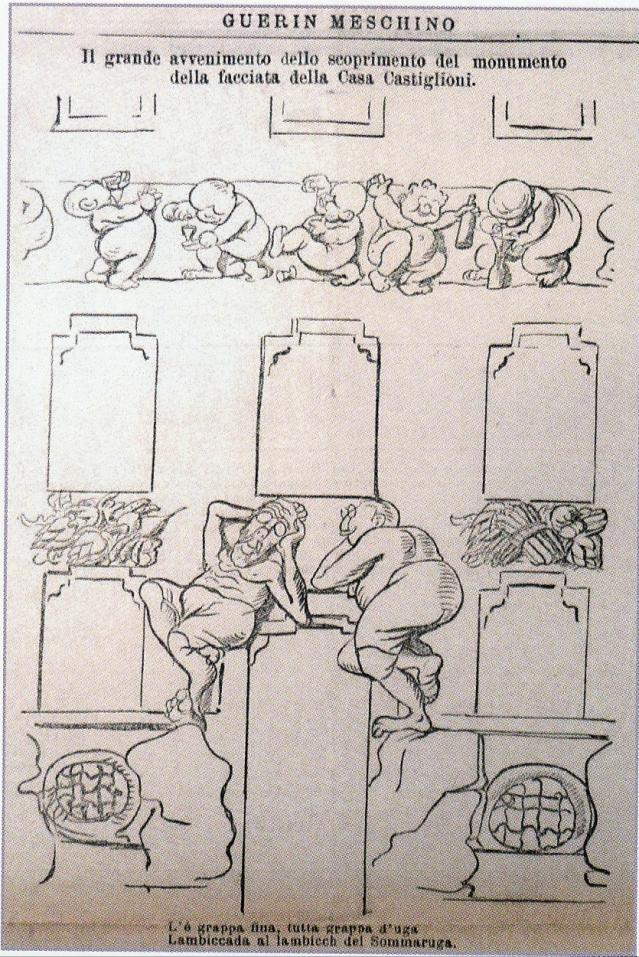 GUERIN MESCHINO
Il grande avvenimento dello scoprimento del monumento
della facciata della Casa Castiglioni.
L'è grappa fina, tutta grappa d'uga
Lambiccada al lambicch del Sommaruga.